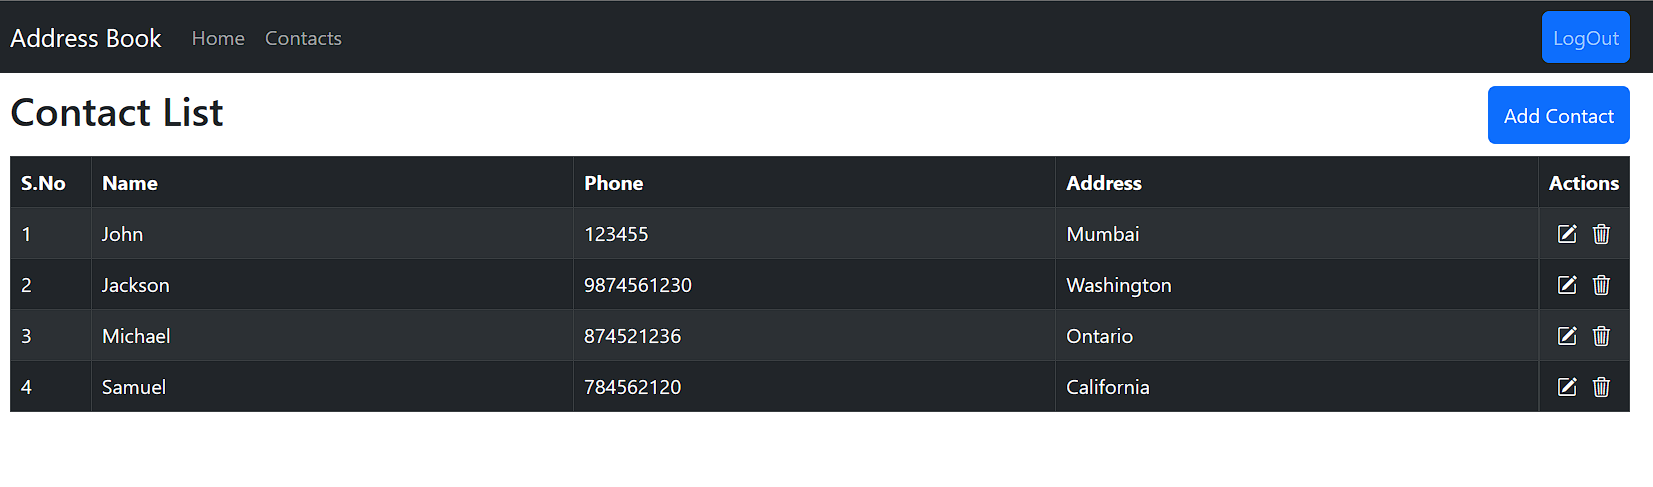 Address Book Home Contacts LogOut
Contact List Add Contact
S.No Name Phone Address Actions
1 John 123455 Mumbai
2 Jackson 9874561230 Washington
3 Michael 874521236 Ontario
4 Samuel 784562120 California